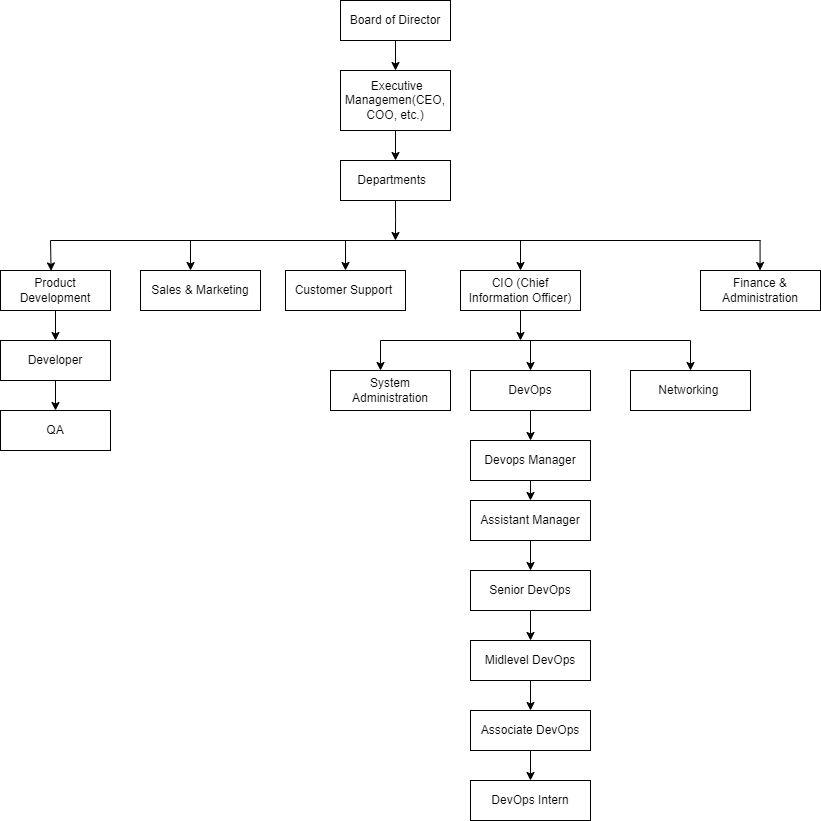 Board of Director
Executive
Managemen(CEO,
COO, etc.)
Departments
Product
Development
Sales & Marketing
Customer Support
CIO (Chief
Information Officer)
Finance &
Administration
Developer
System
Administration
DevOps
Networking
QA
Devops Manager
Assistant Manager
Senior DevOps
Midlevel DevOps
Associate DevOps
DevOps Intern